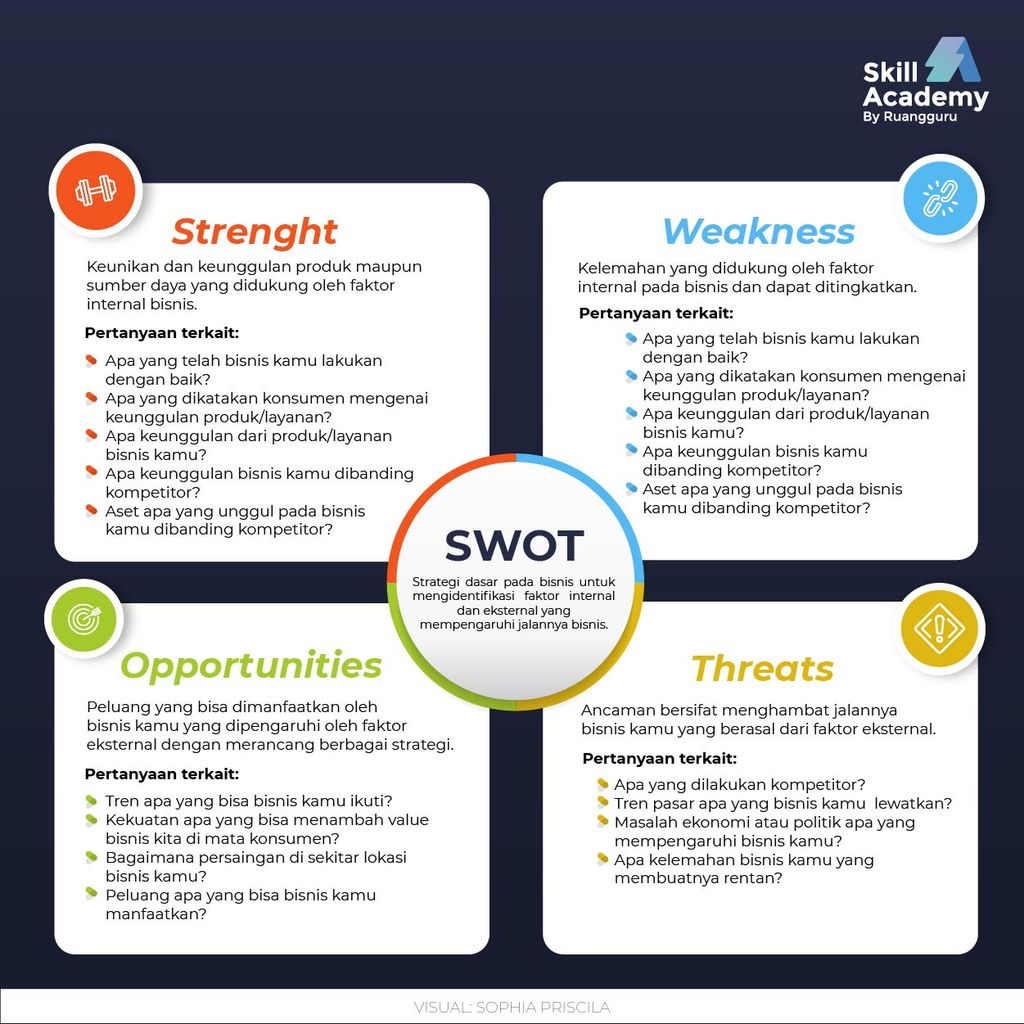 Skill
Academy
By Ruangguru
Strenght
Keunikan dan keunggulan produk maupun
sumber daya yang didukung oleh faktor
internal bisnis.
Pertanyaan terkait:
Apa yang telah bisnis kamu lakukan
dengan baik?
Apa yang dikatakan konsumen mengenai
keunggulan produk/layanan?
Apa keunggulan dari produk/layanan
bisnis kamu?
Apa keunggulan bisnis kamu dibanding
kompetitor?
Aset apa yang unggul pada bisnis
kamu dibanding kompetitor?
Weakness
Kelemahan yang didukung oleh faktor
internal pada bisnis dan dapat ditingkatkan.
Pertanyaan terkait:
Apa yang telah bisnis kamu lakukan
dengan baik?
Apa yang dikatakan konsumen mengenai
keunggulan produk/layanan?
Apa keunggulan dari produk/layanan
bisnis kamu?
Apa keunggulan bisnis kamu
dibanding kompetitor?
Aset apa yang unggul pada bisnis
kamu dibanding kompetitor?
SWOT
Strategi dasar pada bisnis untuk
mengidentifikasi faktor internal
dan eksternal yang
mempengaruhi jalannya bisnis.
Opportunities
Peluang yang bisa dimanfaatkan oleh
bisnis kamu yang dipengaruhi oleh faktor
eksternal dengan merancang berbagai strategi.
Pertanyaan terkait:
Tren apa yang bisa bisnis kamu ikuti?
Kekuatan apa yang bisa menambah value
bisnis kita di mata konsumen?
Bagaimana persaingan di sekitar lokasi
bisnis kamu?
Peluang apa yang bisa bisnis kamu
manfaatkan?
Threats
Ancaman bersifat menghambat jalannya
bisnis kamu yang berasal dari faktor eksternal.
Pertanyaan terkait:
Apa yang dilakukan kompetitor?
Tren pasar apa yang bisnis kamu  lewatkan?
Masalah ekonomi atau politik apa yang
mempengaruhi bisnis kamu?
Apa kelemahan bisnis kamu yang
membuatnya rentan?
VISUAL: SOPHIA PRISCILA